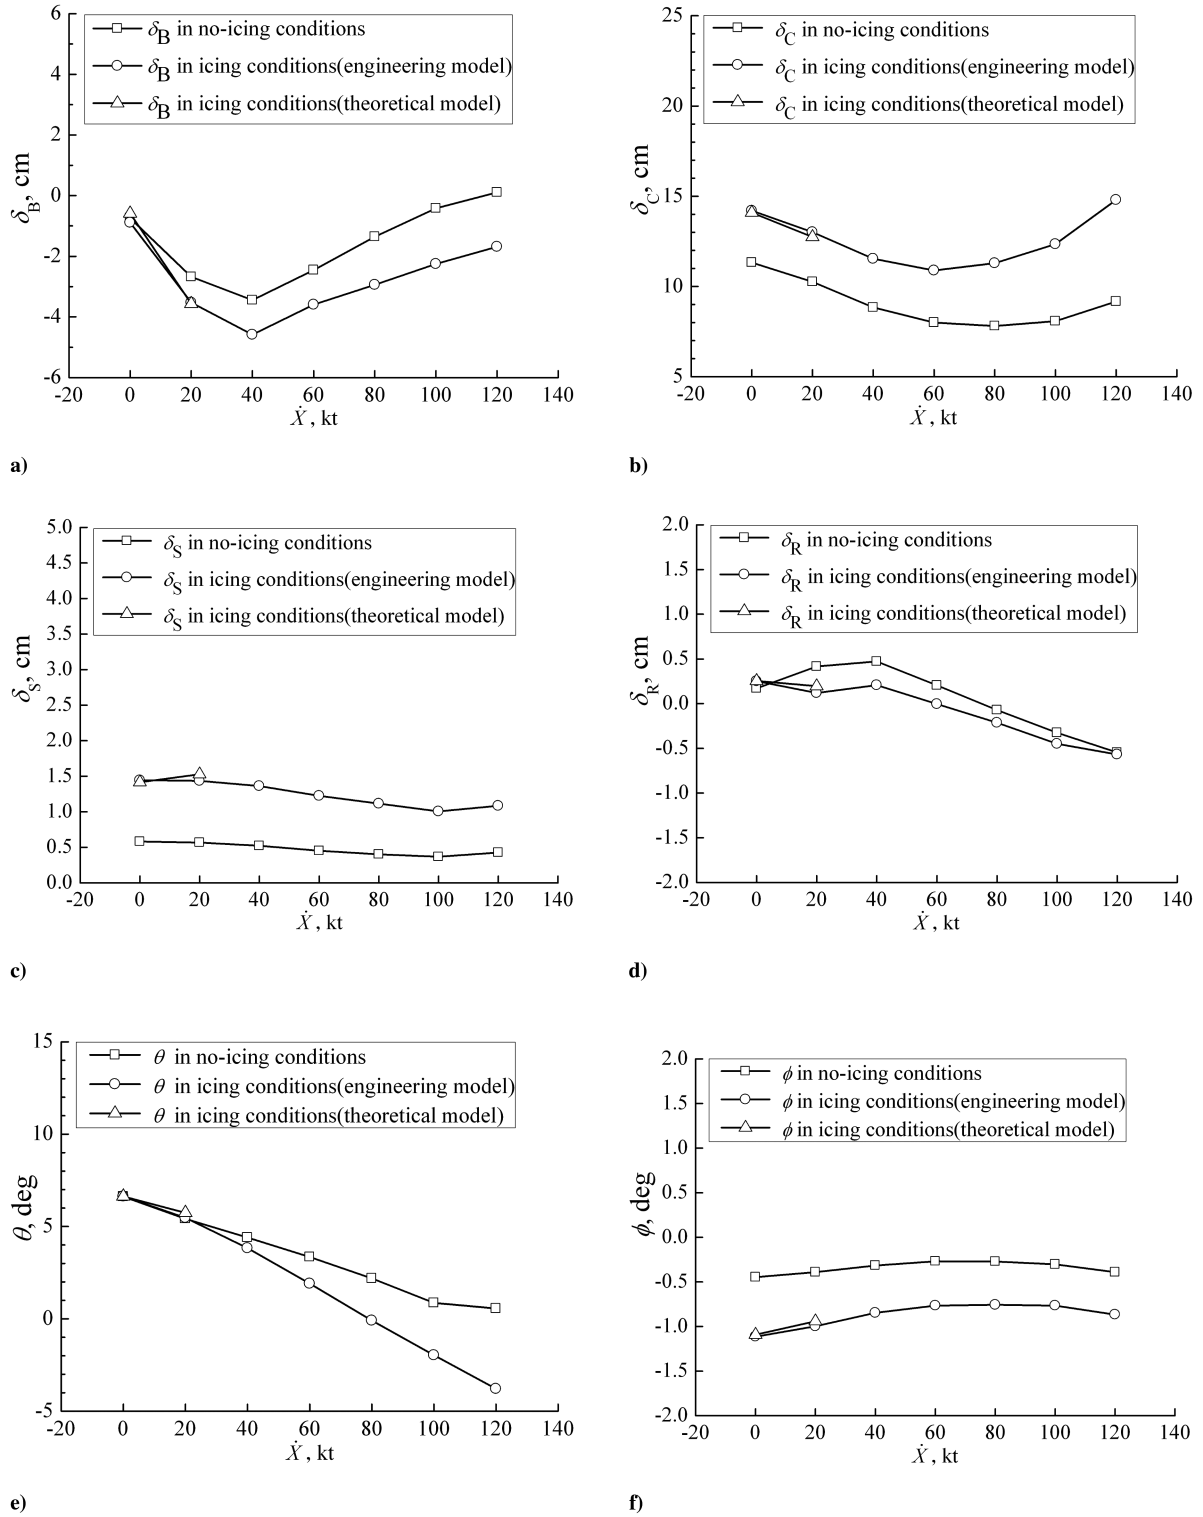 δB in no-icing conditions
δB in icing conditions(engineering model)
δB in icing conditions(theoretical model)
6
4
2
0
-2
-4
-6
δB, cm
-20 0 20 40 60 80 100 120 140
Ẋ, kt
a)
δC in no-icing conditions
δC in icing conditions(engineering model)
δC in icing conditions(theoretical model)
25
20
15
10
5
δC, cm
-20 0 20 40 60 80 100 120 140
Ẋ, kt
b)
δS in no-icing conditions
δS in icing conditions(engineering model)
δS in icing conditions(theoretical model)
5.0
4.5
4.0
3.5
3.0
2.5
2.0
1.5
1.0
0.5
0.0
δS, cm
-20 0 20 40 60 80 100 120 140
Ẋ, kt
c)
δR in no-icing conditions
δR in icing conditions(engineering model)
δR in icing conditions(theoretical model)
2.0
1.5
1.0
0.5
0.0
-0.5
-1.0
-1.5
-2.0
δR, cm
-20 0 20 40 60 80 100 120 140
Ẋ, kt
d)
θ in no-icing conditions
θ in icing conditions(engineering model)
θ in icing conditions(theoretical model)
15
10
5
0
-5
θ, deg
-20 0 20 40 60 80 100 120 140
Ẋ, kt
e)
ϕ in no-icing conditions
ϕ in icing conditions(engineering model)
ϕ in icing conditions(theoretical model)
2.0
1.5
1.0
0.5
0.0
-0.5
-1.0
-1.5
-2.0
ϕ, deg
-20 0 20 40 60 80 100 120 140
Ẋ, kt
f)